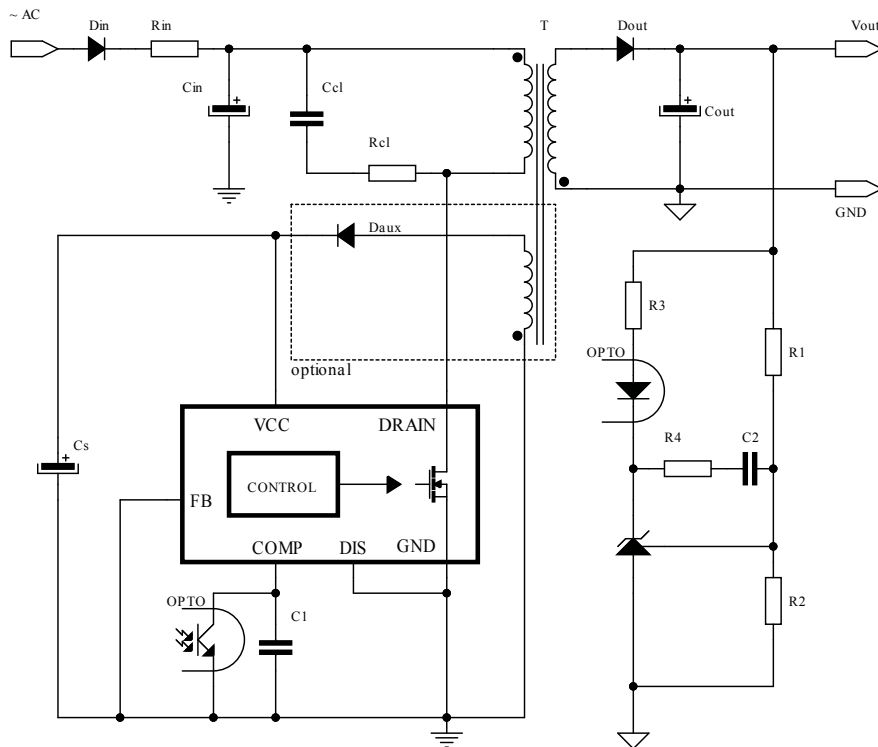 ~ AC
Din
Rin
T
Dout
Vout
Cin
+
Ccl
+
Cout
Rcl
GND
Daux
R3
OPTO
R1
optional
VCC
DRAIN
Cs
+
R4
C2
CONTROL
FB
COMP
DIS
GND
OPTO
C1
R2